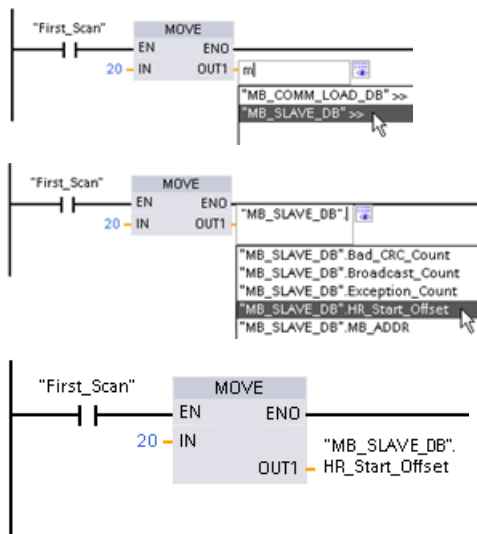 "First_Scan"
MOVE
EN ENO
20 IN OUT1 m
"MB_COMM_LOAD_DB" >>
"MB_SLAVE_DB" >>
"First_Scan"
MOVE
EN ENO
"MB_SLAVE_DB".
20 IN OUT1
"MB_SLAVE_DB".Bad_CRC_Count
"MB_SLAVE_DB".Broadcast_Count
"MB_SLAVE_DB".Exception_Count
"MB_SLAVE_DB".HR_Start_Offset
"MB_SLAVE_DB".MB_ADDR
"First_Scan"
MOVE
EN ENO
20 IN
"MB_SLAVE_DB".
OUT1 HR_Start_Offset